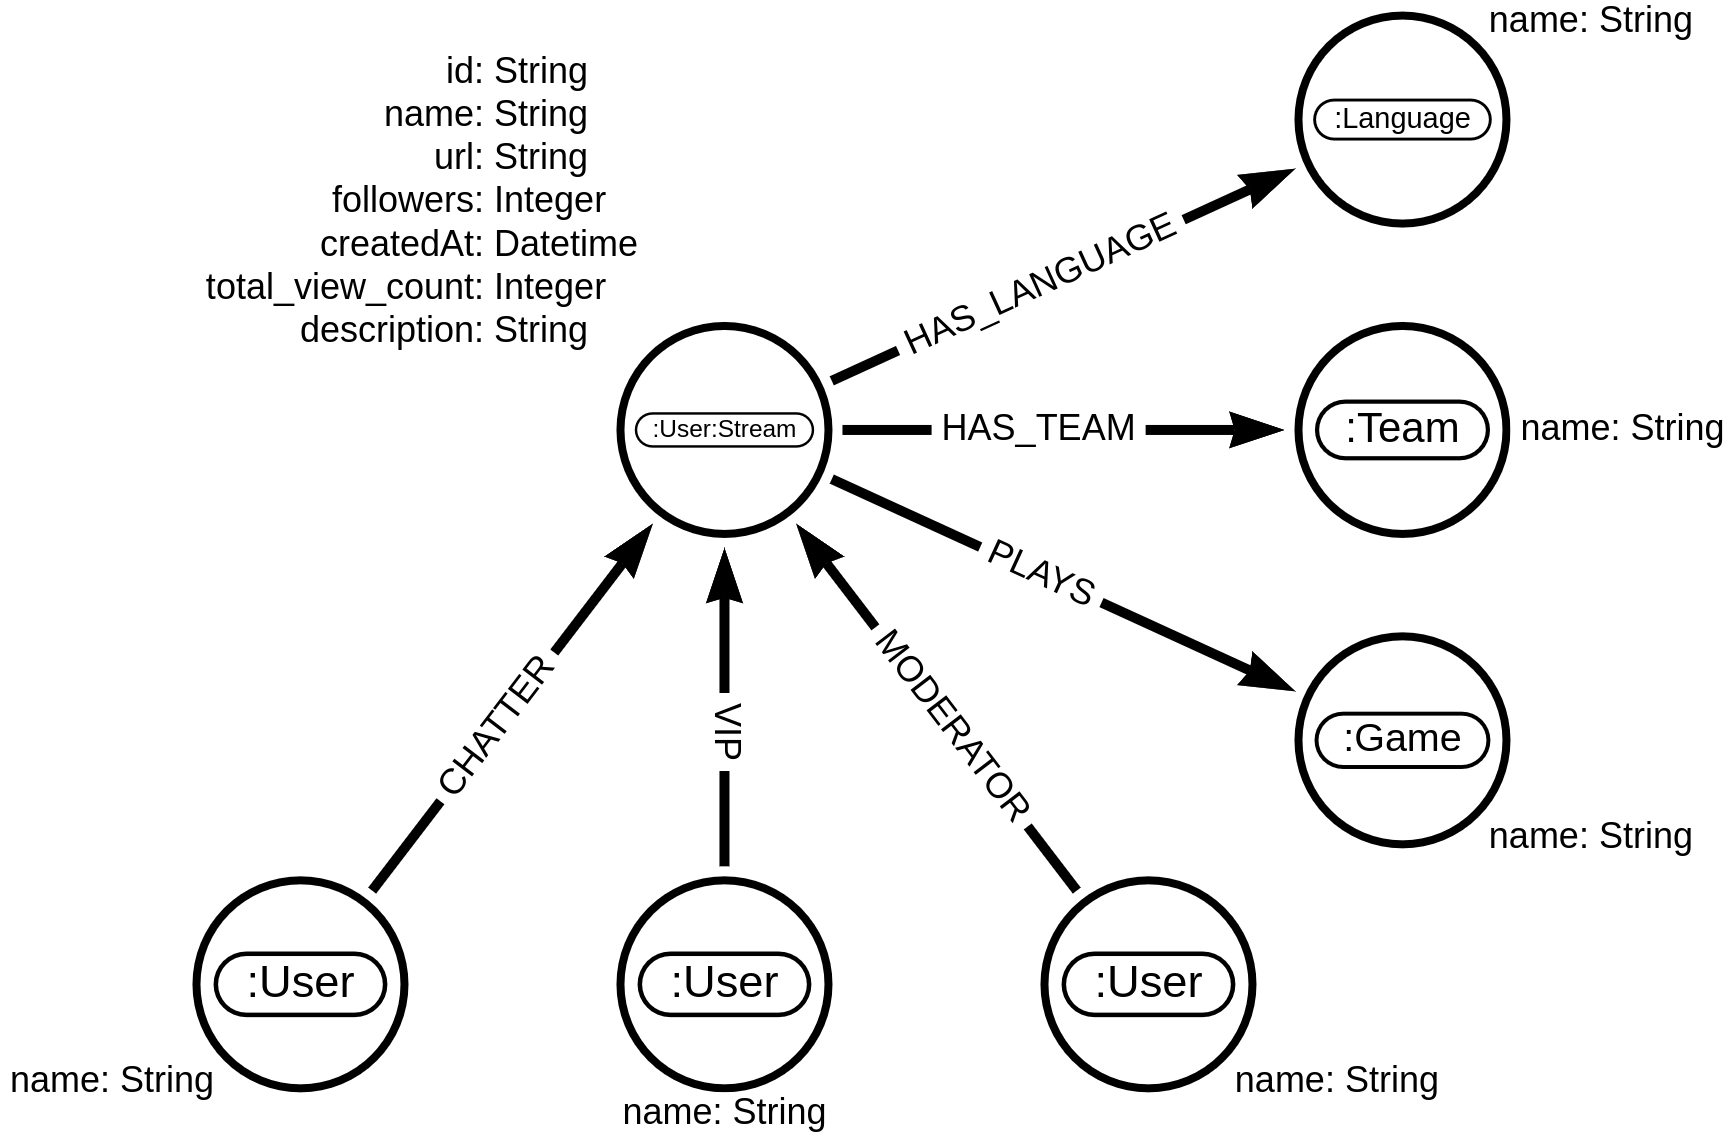 name: String
id: String
name: String
url: String
followers: Integer
createdAt: Datetime
total_view_count: Integer
description: String
:Language
HAS_LANGUAGE
:User:Stream
HAS_TEAM
:Team
name: String
PLAYS
CHATTER
VIP
MODERATOR
:Game
name: String
:User
:User
:User
name: String
name: String
name: String